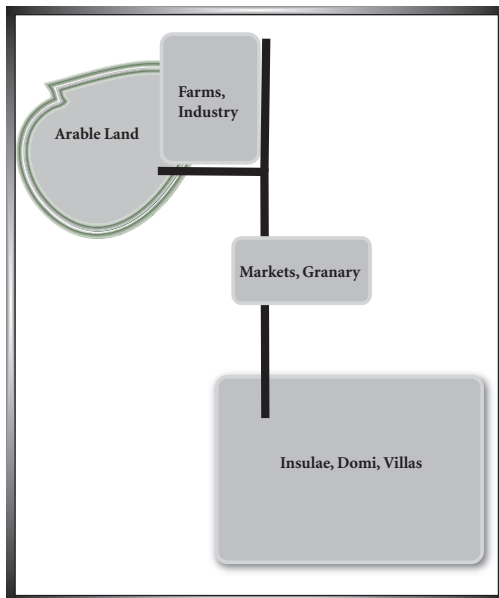 Farms,
Industry
Arable Land
Markets, Granary
Insulae, Domi, Villas